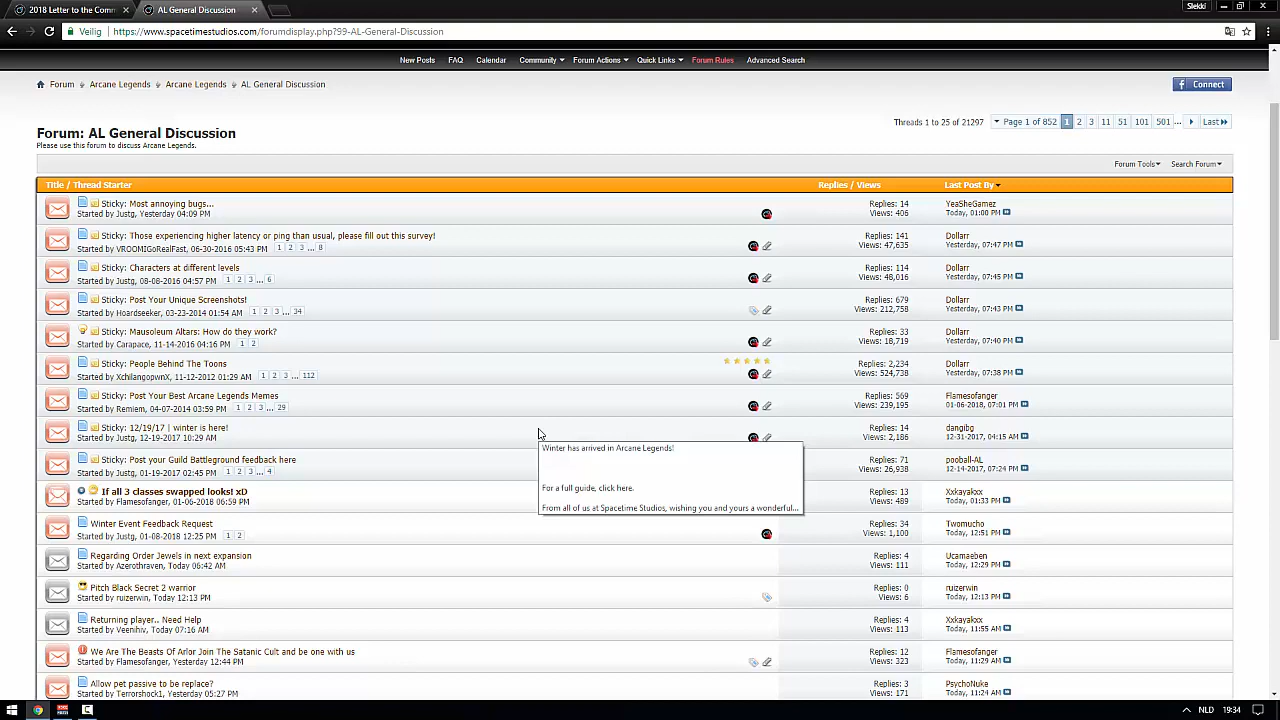 2018 Letter to the Comm
AL General Discussion
Slekki
Veilig
https://www.spacetimestudios.com/forumdisplay.php?99-AL-General-Discussion
New Posts FAQ Calendar Community Forum Actions Quick Links Forum Rules Advanced Search
Forum Arcane Legends Arcane Legends AL General Discussion
Connect
Threads 1 to 25 of 21297 Page 1 of 852 1 2 3 11 51 101 501 ... Last
Forum: AL General Discussion
Please use this forum to discuss Arcane Legends.
Forum Tools Search Forum
Title / Thread Starter Replies / Views Last Post By
Sticky: Most annoying bugs... Replies: 14 YeaSheGamez
Started by Justg, Yesterday 04:09 PM Views: 406 Today, 01:00 PM
Sticky: Those experiencing higher latency or ping than usual, please fill out this survey! Replies: 141 Dollarr
Started by VROOMIGoRealFast, 06-30-2016 05:43 PM 1 2 3 ... 8 Views: 47,635 Yesterday, 07:47 PM
Sticky: Characters at different levels Replies: 114 Dollarr
Started by Justg, 08-08-2016 04:57 PM 1 2 3 ... 6 Views: 48,016 Yesterday, 07:45 PM
Sticky: Post Your Unique Screenshots! Replies: 679 Dollarr
Started by Hoardseeker, 03-23-2014 01:54 AM 1 2 3 ... 34 Views: 212,758 Yesterday, 07:43 PM
Sticky: Mausoleum Altars: How do they work? Replies: 33 Dollarr
Started by Carapace, 11-14-2016 04:16 PM 1 2 Views: 18,719 Yesterday, 07:40 PM
Sticky: People Behind The Toons Replies: 2,234 Dollarr
Started by XchilangopwnX, 11-12-2012 01:29 AM 1 2 3 ... 112 Views: 524,738 Yesterday, 07:38 PM
Sticky: Post Your Best Arcane Legends Memes Replies: 569 Flamesofanger
Started by Remiem, 04-07-2014 03:59 PM 1 2 3 ... 29 Views: 239,195 01-06-2018, 07:01 PM
Sticky: 12/19/17 | winter is here! Replies: 14 dangibg
Started by Justg, 12-19-2017 10:29 AM Views: 2,186 12-31-2017, 04:15 AM
Winter has arrived in Arcane Legends!
For a full guide, click here.
From all of us at Spacetime Studios, wishing you and yours a wonderful...
Sticky: Post your Guild Battleground feedback here Replies: 71 pooball-AL
Started by Justg, 01-19-2017 02:45 PM 1 2 3 ... 4 Views: 26,938 12-14-2017, 07:24 PM
If all 3 classes swapped looks! xD Replies: 13 Xxkayakxx
Started by Flamesofanger, 01-06-2018 06:59 PM Views: 489 Today, 01:33 PM
Winter Event Feedback Request Replies: 34 Twomucho
Started by Justg, 01-08-2018 12:25 PM 1 2 Views: 1,100 Today, 12:51 PM
Regarding Order Jewels in next expansion Replies: 4 Ucamaeben
Started by Azerothraven, Today 06:42 AM Views: 111 Today, 12:29 PM
Pitch Black Secret 2 warrior Replies: 0 ruizerwin
Started by ruizerwin, Today 12:13 PM Views: 6 Today, 12:13 PM
Returning player.. Need Help Replies: 4 Xxkayakxx
Started by Veenihiv, Today 07:16 AM Views: 113 Today, 11:55 AM
We Are The Beasts Of Arlor Join The Satanic Cult and be one with us Replies: 12 Flamesofanger
Started by Flamesofanger, Yesterday 12:44 PM Views: 323 Today, 11:29 AM
Allow pet passive to be replace? Replies: 3 PsychoNuke
Started by Terrorshock1, Yesterday 05:27 PM Views: 171 Today, 11:24 AM
NLD 19:34